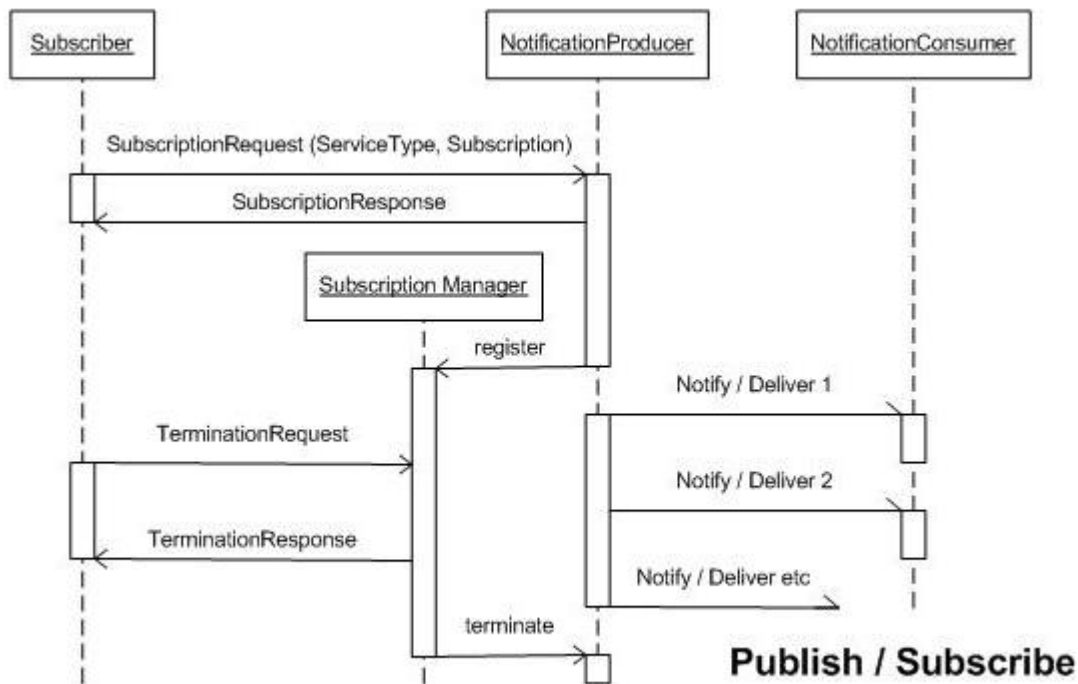 Subscriber
NotificationProducer
NotificationConsumer
SubscriptionRequest (ServiceType, Subscription)
SubscriptionResponse
Subscription Manager
register
Notify / Deliver 1
TerminationRequest
Notify / Deliver 2
TerminationResponse
Notify / Deliver etc
terminate
Publish / Subscribe